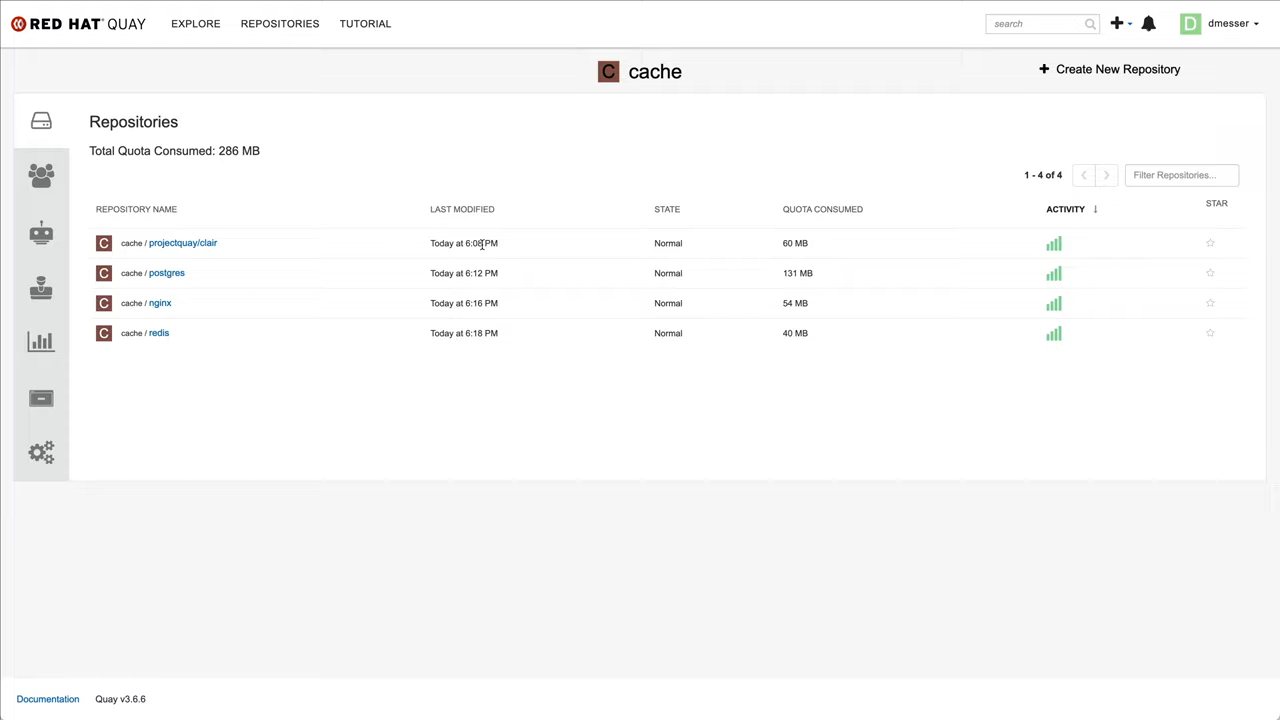 RED HAT QUAY EXPLORE REPOSITORIES TUTORIAL search D dmesser
C cache + Create New Repository
Repositories
Total Quota Consumed: 286 MB
1 - 4 of 4 Filter Repositories...
REPOSITORY NAME LAST MODIFIED STATE QUOTA CONSUMED ACTIVITY STAR
C cache / projectquay/clair Today at 6:08 PM Normal 60 MB
C cache / postgres Today at 6:12 PM Normal 131 MB
C cache / nginx Today at 6:16 PM Normal 54 MB
C cache / redis Today at 6:18 PM Normal 40 MB
Documentation Quay v3.6.6